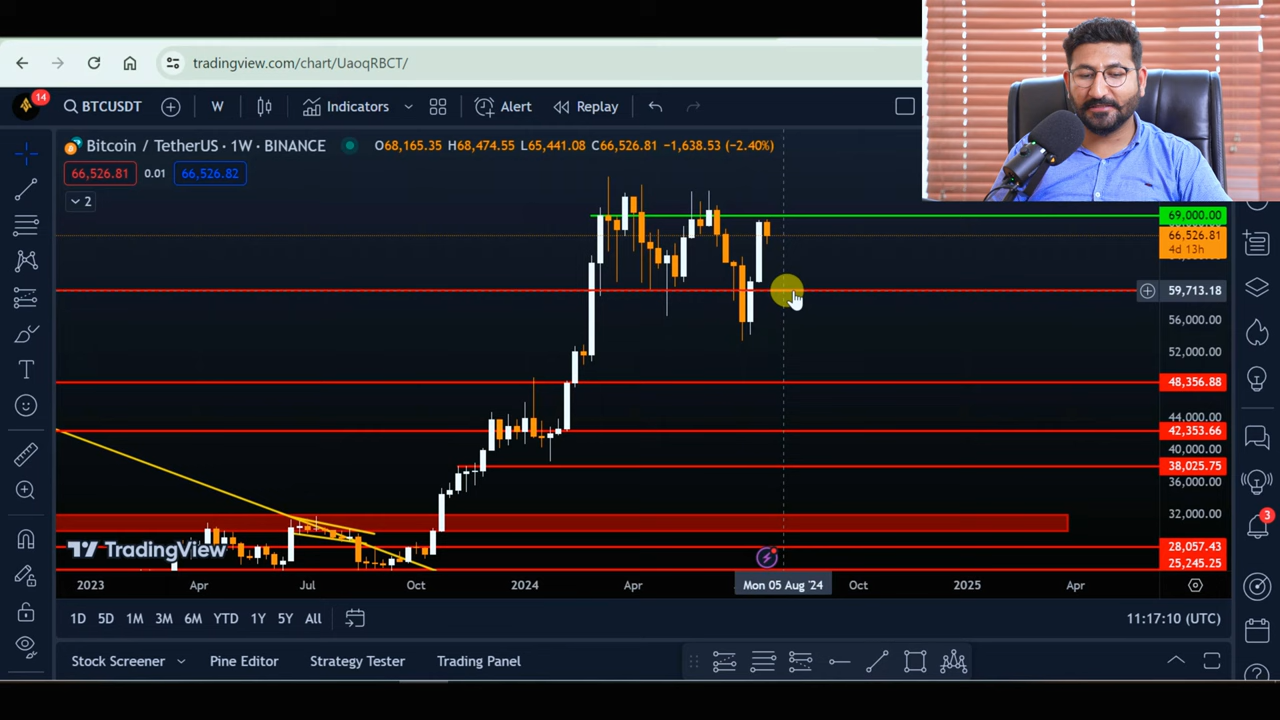 tradingview.com/chart/UaoqRBCT/
14
BTCUSDT W Indicators Alert Replay
Bitcoin / TetherUS · 1W · BINANCE O68,165.35 H68,474.55 L65,441.08 C66,526.81 −1,638.53 (−2.40%)
66,526.81 0.01 66,526.82
2
69,000.00
66,526.81
4d 13h
59,713.18
56,000.00
52,000.00
48,356.88
44,000.00
42,353.66
40,000.00
38,025.75
36,000.00
32,000.00
3
TradingView
28,057.43
25,245.25
2023 Apr Jul Oct 2024 Apr Mon 05 Aug '24 Oct 2025 Apr
1D 5D 1M 3M 6M YTD 1Y 5Y All 11:17:10 (UTC)
Stock Screener Pine Editor Strategy Tester Trading Panel